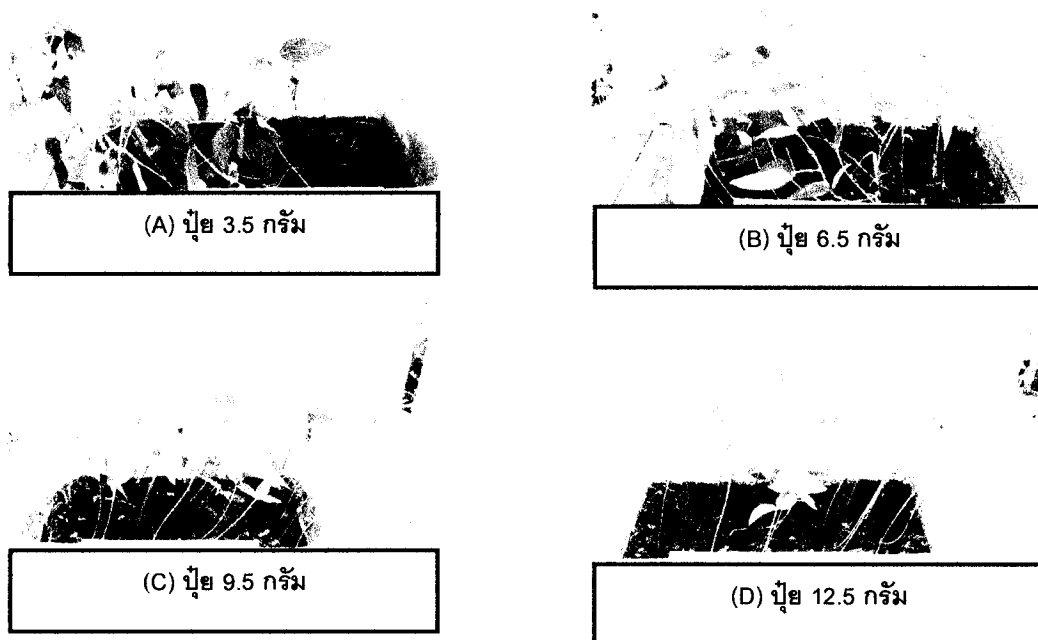 (A) ปุ๋ย 3.5 กรัม
(B) ปุ๋ย 6.5 กรัม
(C) ปุ๋ย 9.5 กรัม
(D) ปุ๋ย 12.5 กรัม